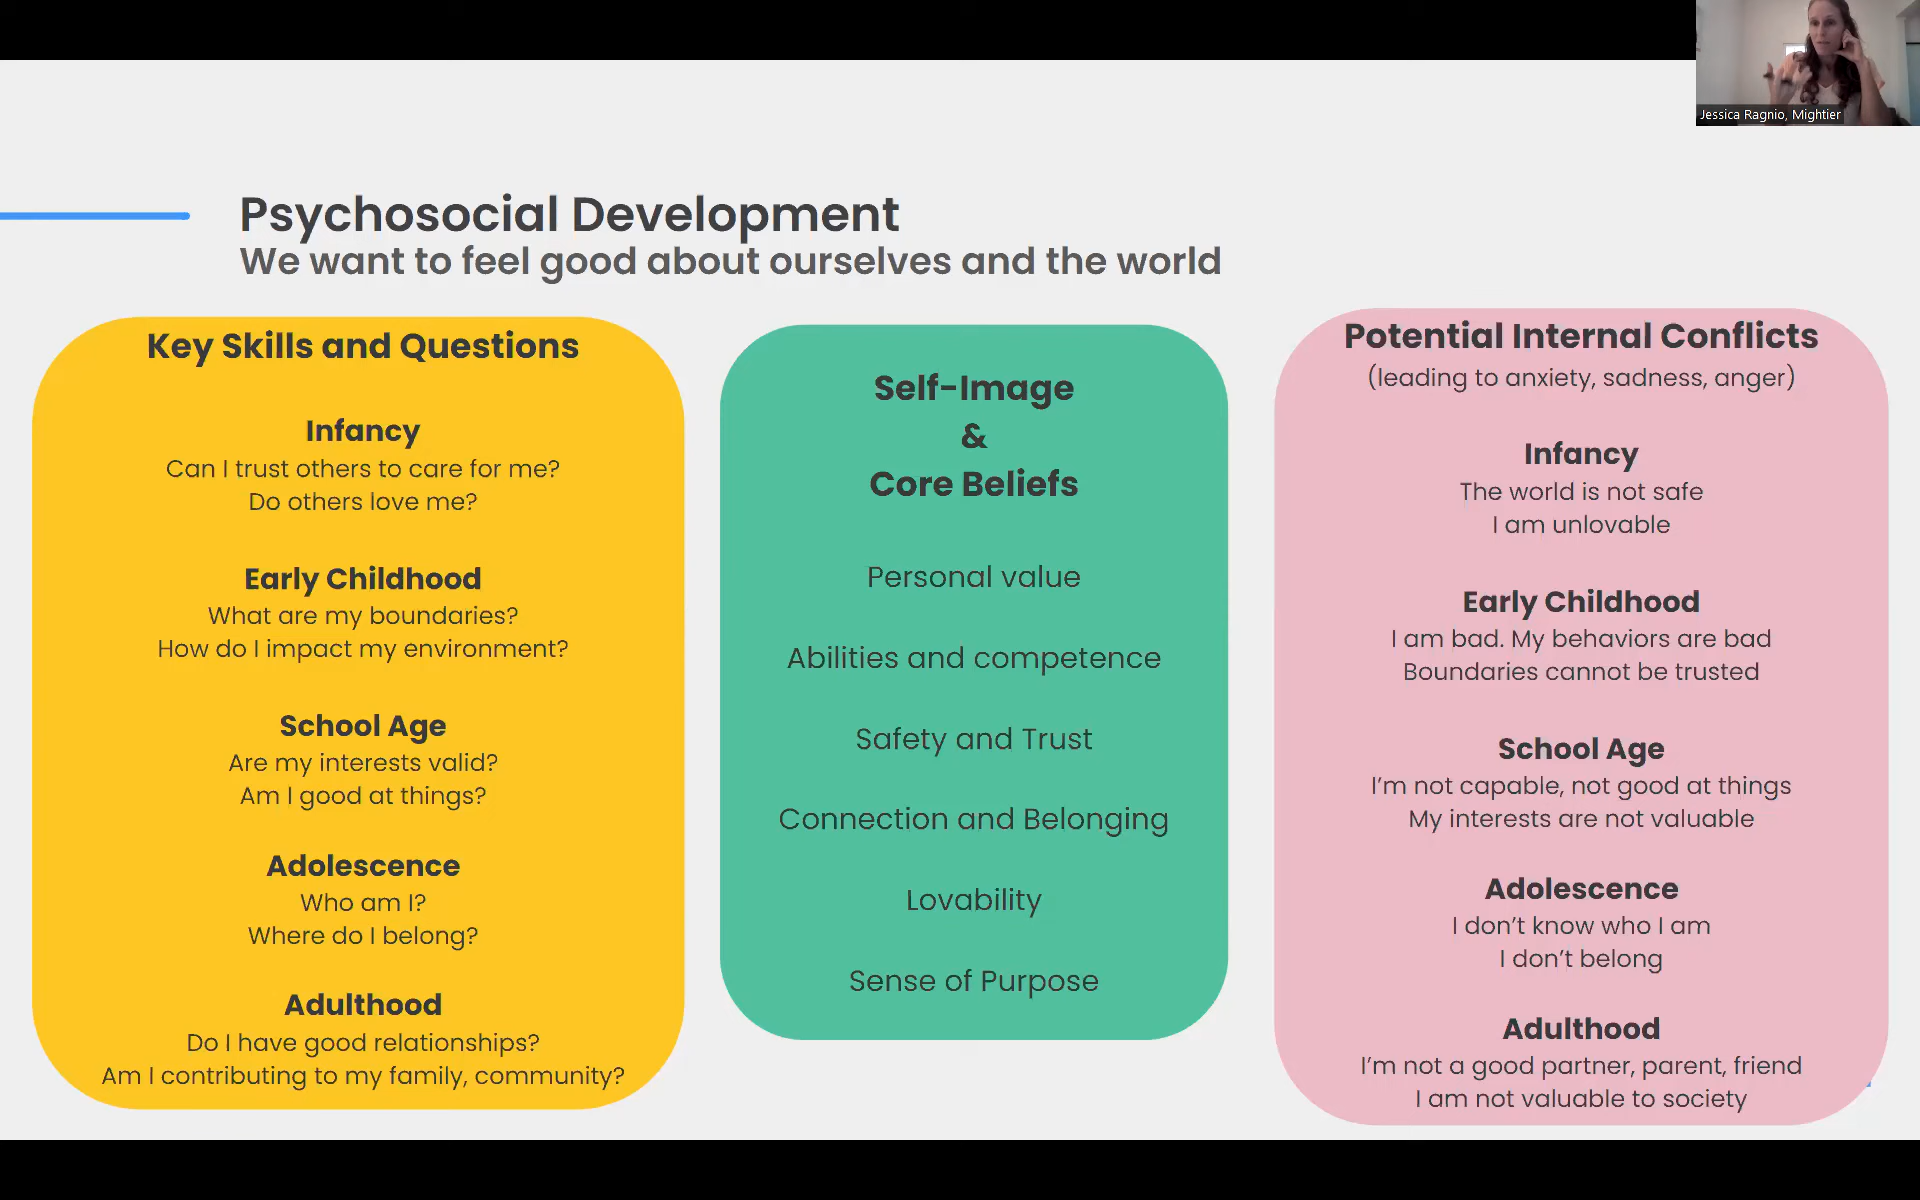 Jessica Ragnio, Mightier
Psychosocial Development
We want to feel good about ourselves and the world
Key Skills and Questions
Infancy
Can I trust others to care for me?
Do others love me?
Early Childhood
What are my boundaries?
How do I impact my environment?
School Age
Are my interests valid?
Am I good at things?
Adolescence
Who am I?
Where do I belong?
Adulthood
Do I have good relationships?
Am I contributing to my family, community?
Self-Image
&
Core Beliefs
Personal value
Abilities and competence
Safety and Trust
Connection and Belonging
Lovability
Sense of Purpose
Potential Internal Conflicts
(leading to anxiety, sadness, anger)
Infancy
The world is not safe
I am unlovable
Early Childhood
I am bad. My behaviors are bad
Boundaries cannot be trusted
School Age
I’m not capable, not good at things
My interests are not valuable
Adolescence
I don’t know who I am
I don’t belong
Adulthood
I’m not a good partner, parent, friend
I am not valuable to society